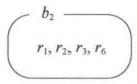 b₂
r₁, r₂, r₃, r₆